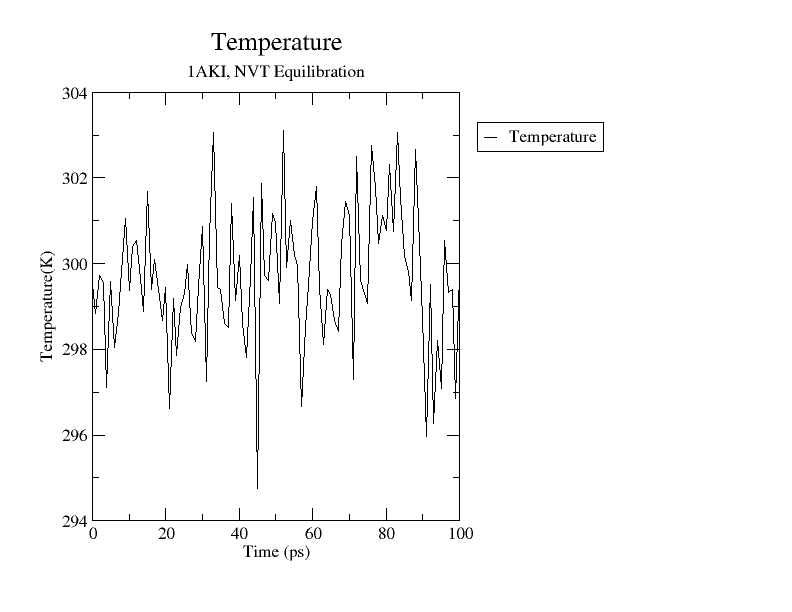 Temperature
1AKI, NVT Equilibration
304
302
300
298
296
294
Temperature(K)
0 20 40 60 80 100
Time (ps)
Temperature